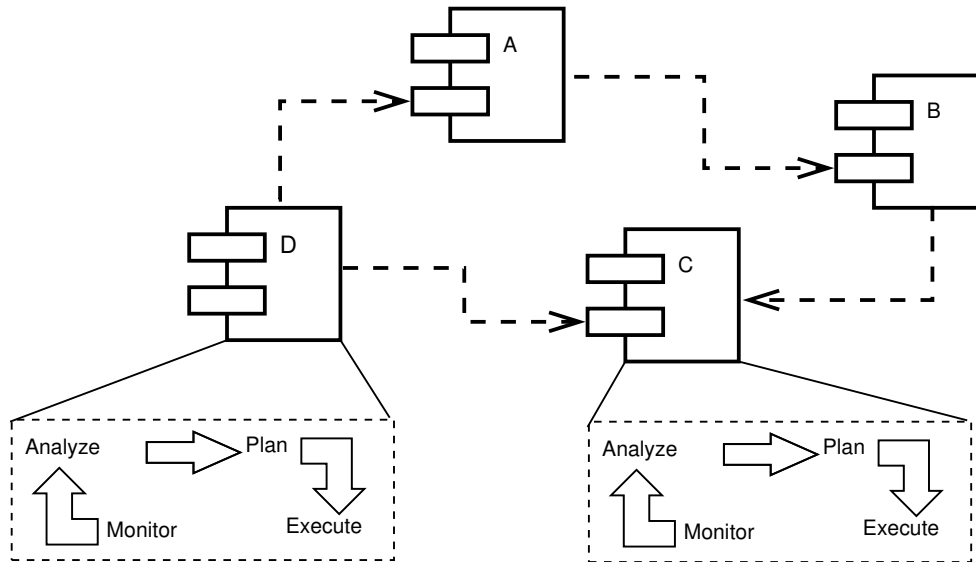 A
B
D
C
Analyze
Plan
Monitor
Execute
Analyze
Plan
Monitor
Execute